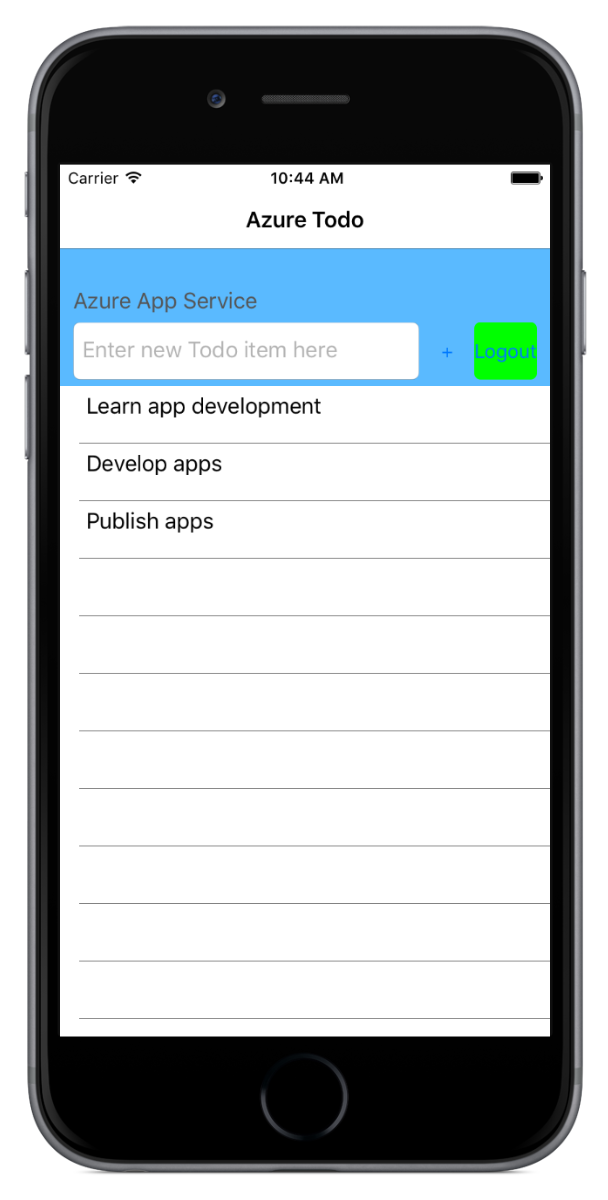 Carrier 10:44 AM
Azure Todo
Azure App Service
Enter new Todo item here + Logout
Learn app development
Develop apps
Publish apps